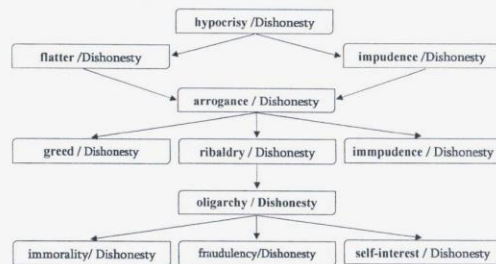 hypocrisy /Dishonesty
flatter /Dishonesty
impudence /Dishonesty
arrogance / Dishonesty
greed / Dishonesty
ribaldry / Dishonesty
immpudence / Dishonesty
oligarchy / Dishonesty
immorality/ Dishonesty
fraudulency/Dishonesty
self-interest / Dishonesty